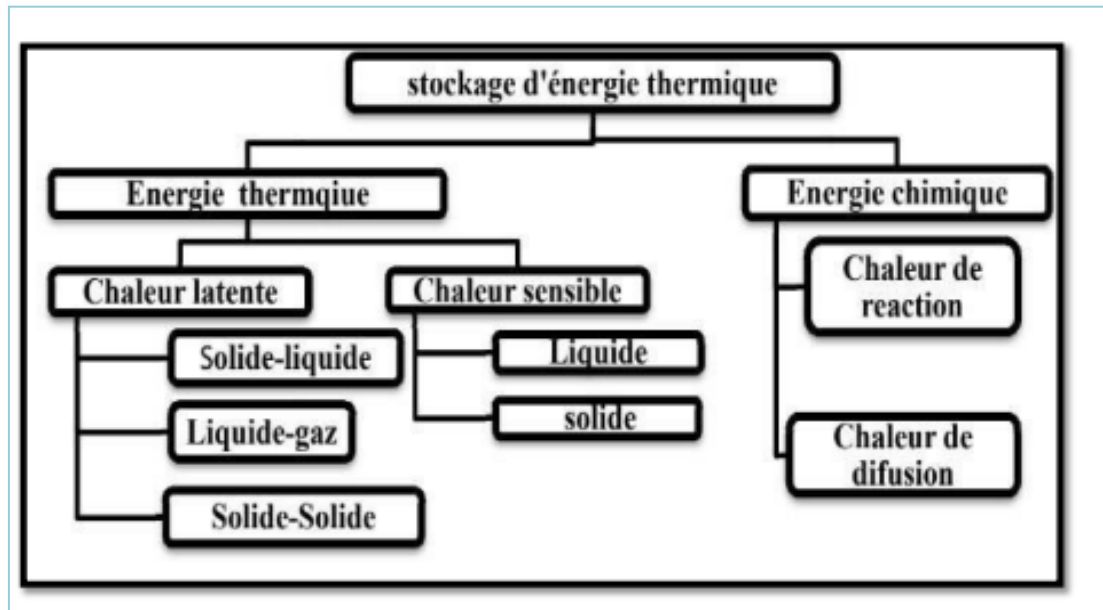 stockage d'énergie thermique
Energie thermqiue
Energie chimique
Chaleur latente
Chaleur sensible
Chaleur de
reaction
Solide-liquide
Liquide
Liquide-gaz
solide
Chaleur de
difusion
Solide-Solide